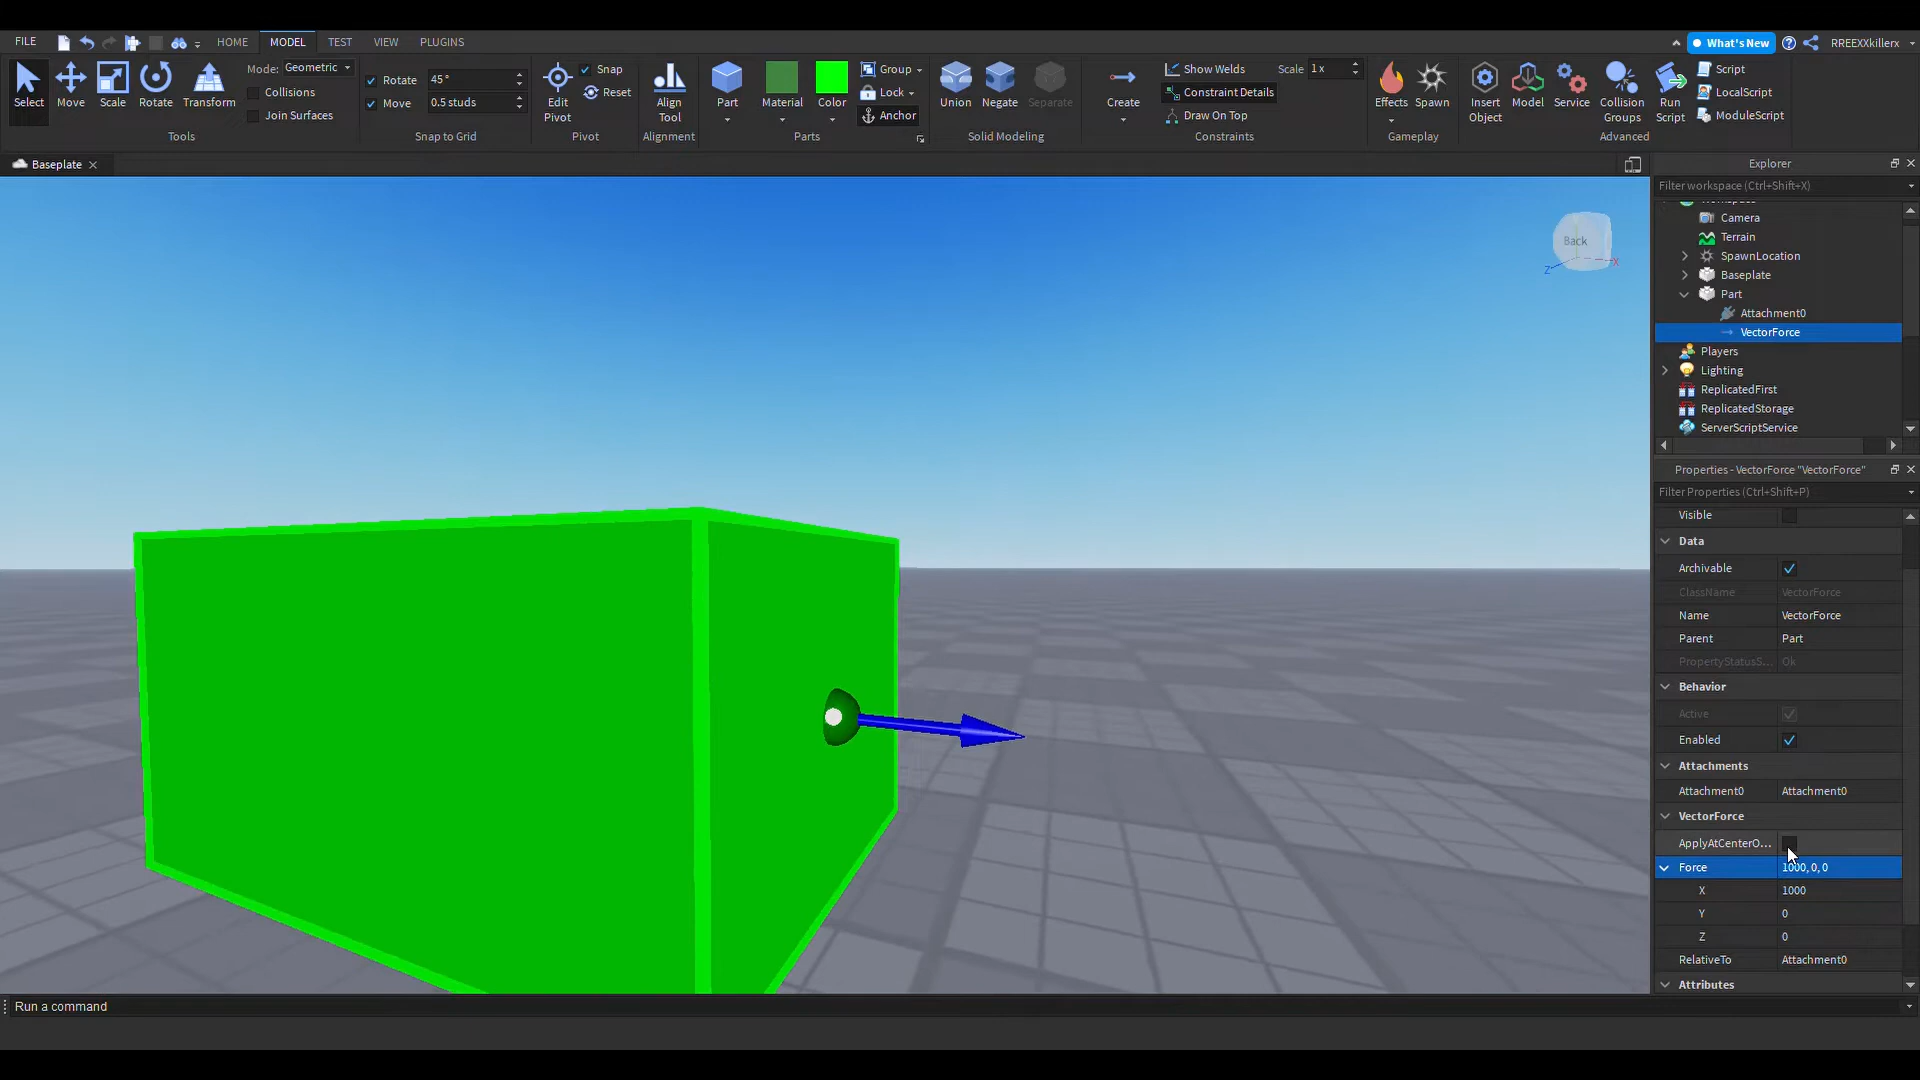 FILE HOME MODEL TEST VIEW PLUGINS What's New RREEXXkillerx
Select Move Scale Rotate Transform
Mode: Geometric
Collisions
Join Surfaces
Tools
Rotate 45°
Move 0.5 studs
Snap to Grid
Edit Pivot
Snap
Reset
Pivot
Align Tool
Alignment
Part Material Color
Group
Lock
Anchor
Parts
Union Negate Separate
Solid Modeling
Create
Show Welds Scale 1 x
Constraint Details
Draw On Top
Constraints
Effects Spawn
Gameplay
Insert Object
Model
Service
Collision Groups
Run Script
Script
LocalScript
ModuleScript
Advanced
Baseplate
Back
Z X
Explorer
Filter workspace (Ctrl+Shift+X)
Workspace
Camera
Terrain
SpawnLocation
Baseplate
Part
Attachment0
VectorForce
Players
Lighting
ReplicatedFirst
ReplicatedStorage
ServerScriptService
Properties - VectorForce "VectorForce"
Filter Properties (Ctrl+Shift+P)
Visible
Data
Archivable
ClassName VectorForce
Name VectorForce
Parent Part
PropertyStatusS... Ok
Behavior
Active
Enabled
Attachments
Attachment0 Attachment0
VectorForce
ApplyAtCenterO...
Force 1000, 0, 0
X 1000
Y 0
Z 0
RelativeTo Attachment0
Attributes
Run a command